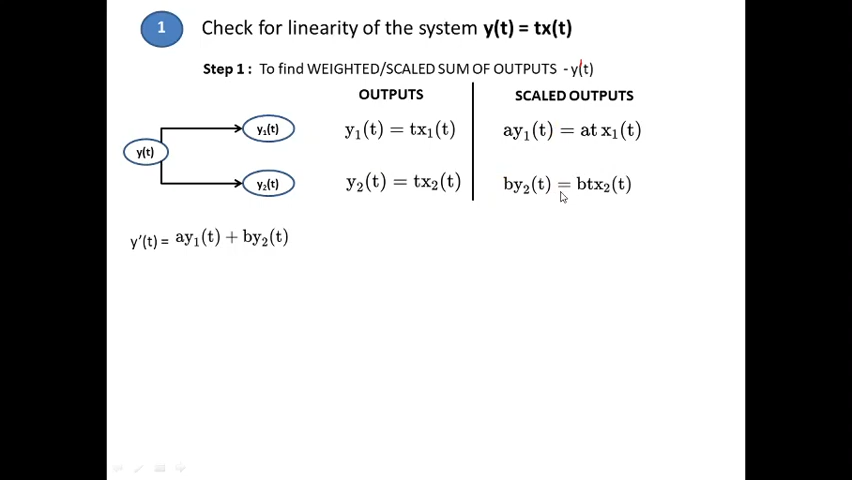 1 Check for linearity of the system y(t) = tx(t)
Step 1 : To find WEIGHTED/SCALED SUM OF OUTPUTS - y(t)
OUTPUTS SCALED OUTPUTS
y₁(t) y₁(t) = tx₁(t) ay₁(t) = at x₁(t)
y(t)
y₂(t) y₂(t) = tx₂(t) by₂(t) = btx₂(t)
y’(t) = ay₁(t) + by₂(t)